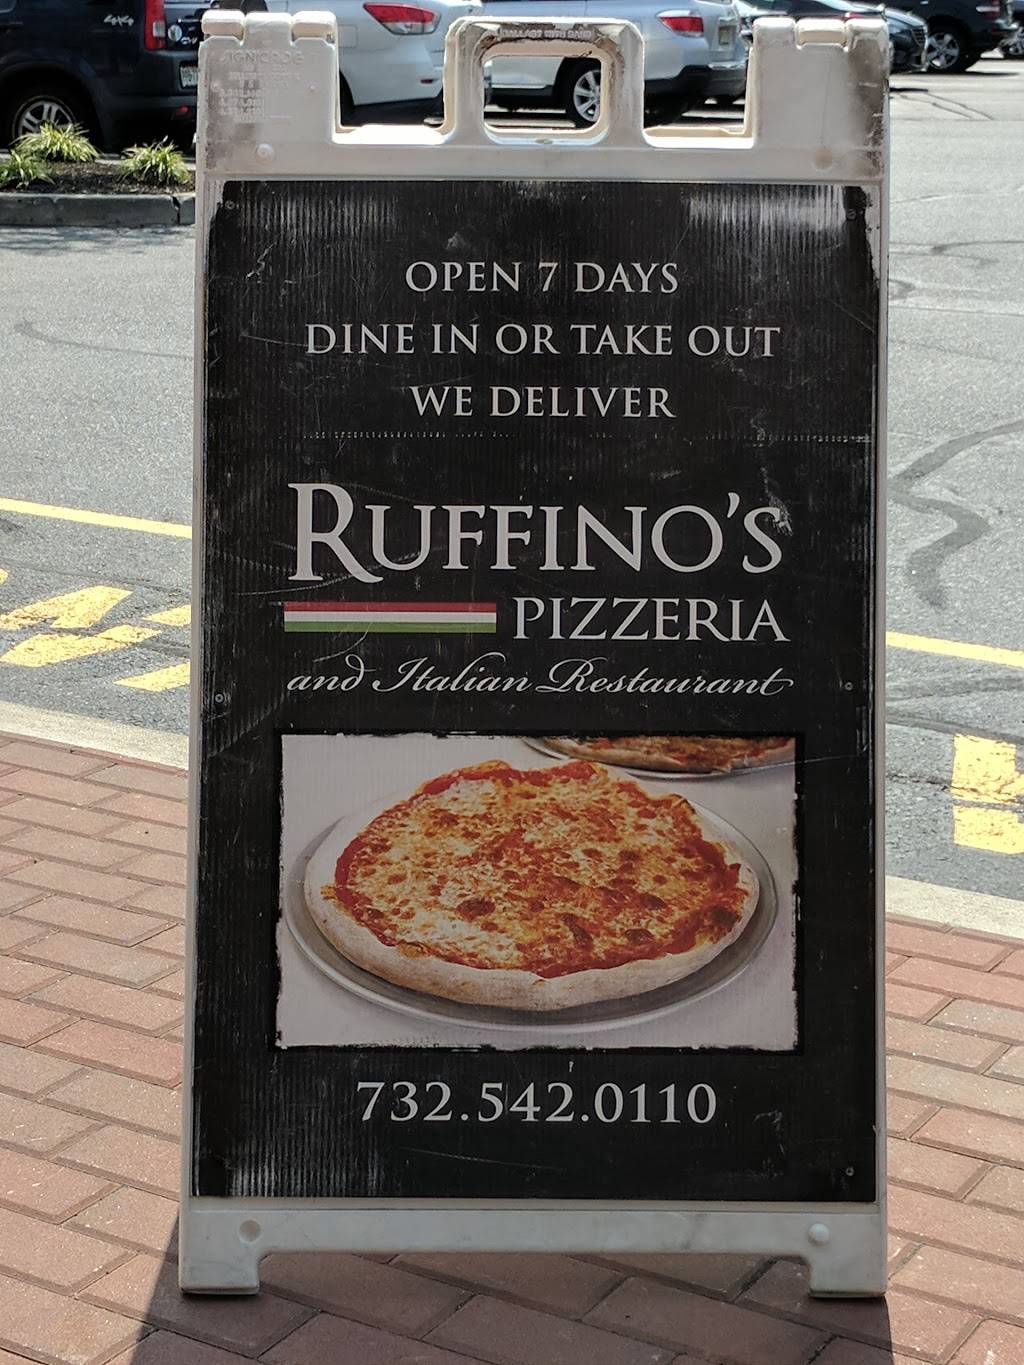 OPEN 7 DAYS
DINE IN OR TAKE OUT
WE DELIVER
RUFFINO'S
PIZZERIA
and Italian Restaurant
732.542.0110